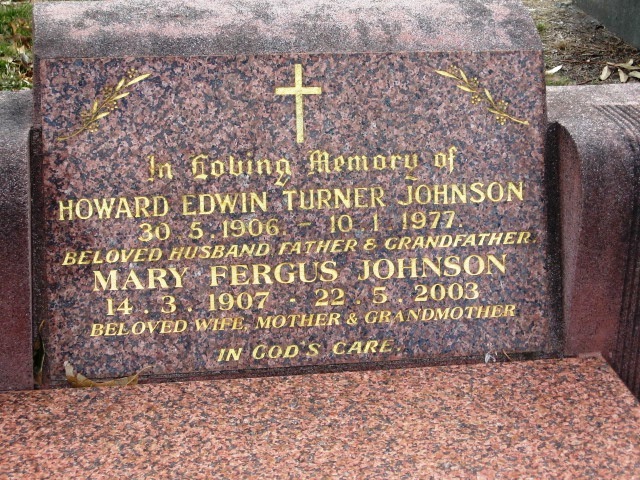 In Loving Memory of
HOWARD EDWIN TURNER JOHNSON
30.5.1906. - 10.1.1977.
BELOVED HUSBAND FATHER & GRANDFATHER.
MARY FERGUS JOHNSON
14.3.1907 - 22.5.2003
BELOVED WIFE, MOTHER & GRANDMOTHER
IN GOD'S CARE.